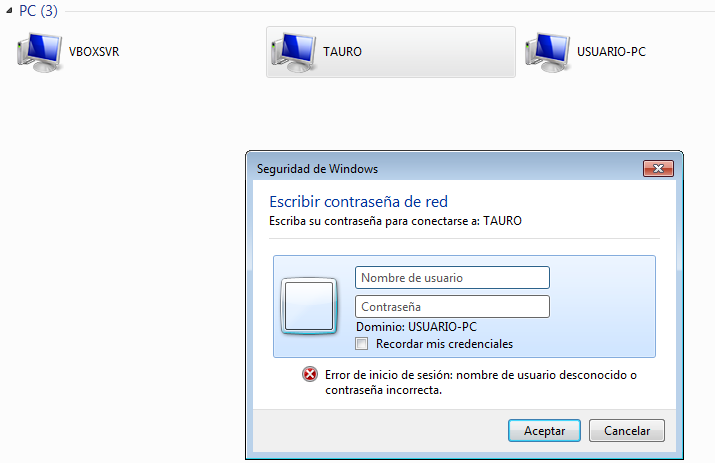 PC (3)
VBOXSVR
TAURO
USUARIO-PC
Seguridad de Windows
Escribir contraseña de red
Escriba su contraseña para conectarse a: TAURO
Nombre de usuario
Contraseña
Dominio: USUARIO-PC
Recordar mis credenciales
Error de inicio de sesión: nombre de usuario desconocido o
contraseña incorrecta.
Aceptar
Cancelar